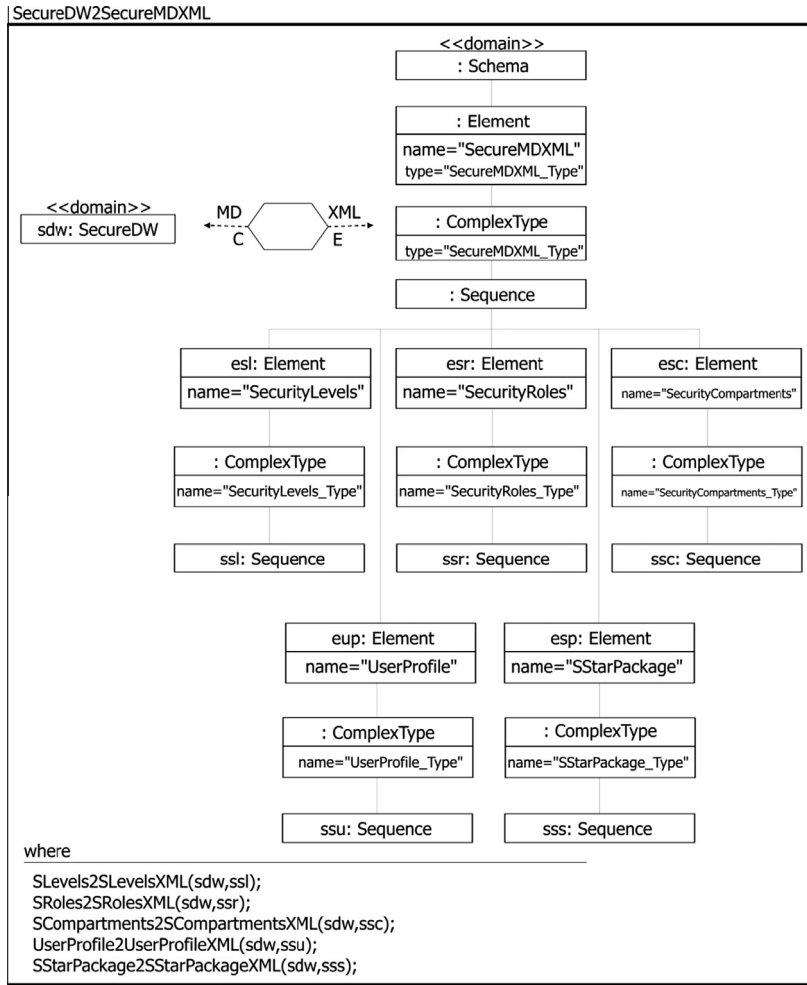 SecureDW2SecureMDXML
<<domain>>
: Schema
: Element
name="SecureMDXML"
type="SecureMDXML_Type"
<<domain>>
sdw: SecureDW
MD
XML
C
E
: ComplexType
type="SecureMDXML_Type"
: Sequence
esl: Element
name="SecurityLevels"
esr: Element
name="SecurityRoles"
esc: Element
name="SecurityCompartments"
: ComplexType
name="SecurityLevels_Type"
: ComplexType
name="SecurityRoles_Type"
: ComplexType
name="SecurityCompartments_Type"
ssl: Sequence
ssr: Sequence
ssc: Sequence
eup: Element
name="UserProfile"
esp: Element
name="SStarPackage"
: ComplexType
name="UserProfile_Type"
: ComplexType
name="SStarPackage_Type"
ssu: Sequence
sss: Sequence
where
SLevels2SLevelsXML(sdw,ssl);
SRoles2SRolesXML(sdw,ssr);
SCompartments2SCompartmentsXML(sdw,ssc);
UserProfile2UserProfileXML(sdw,ssu);
SStarPackage2SStarPackageXML(sdw,sss);